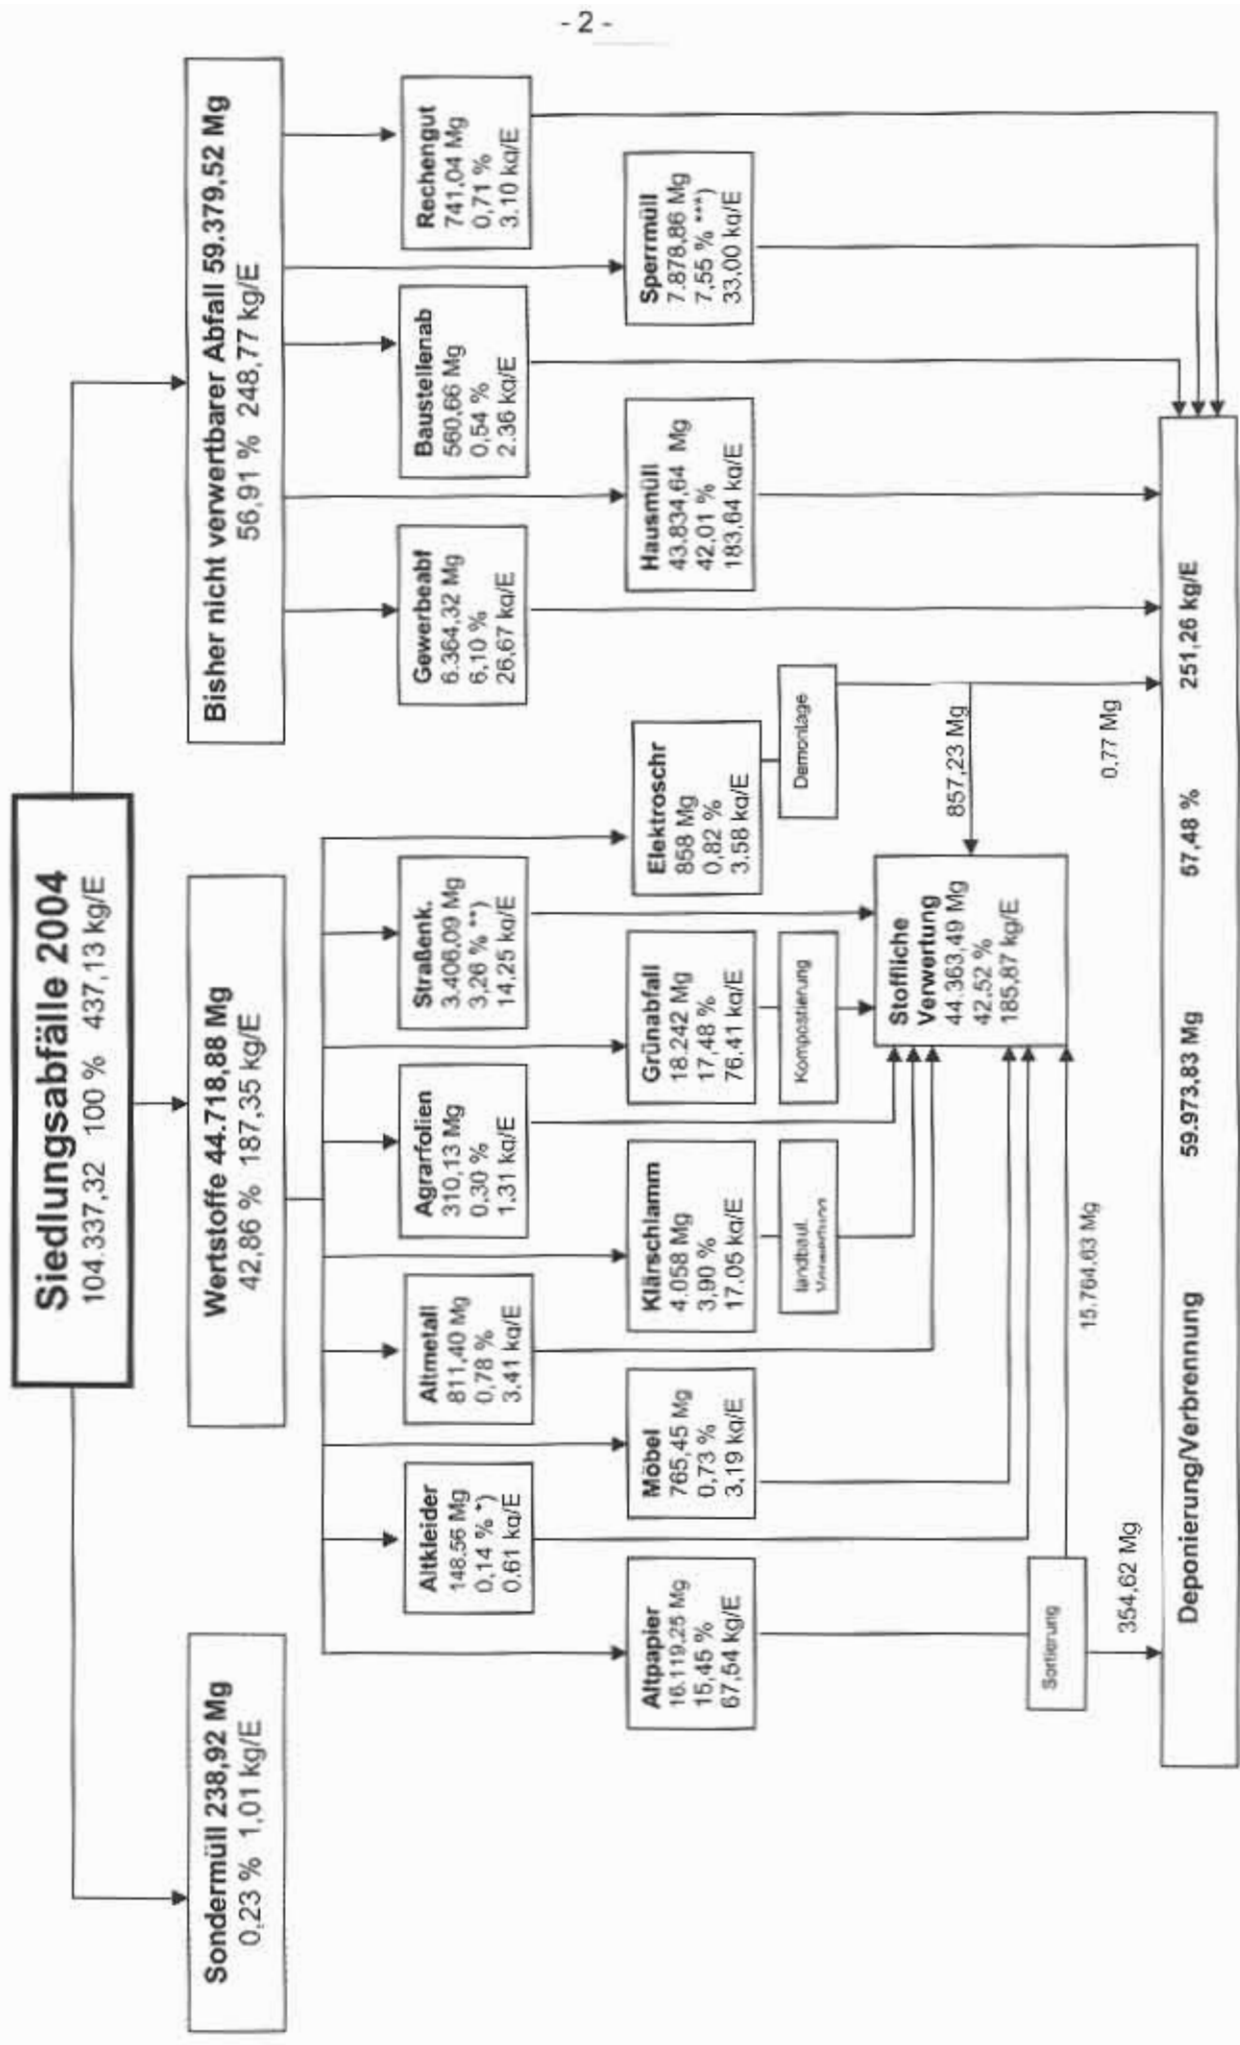 - 2 -
Siedlungsabfälle 2004
104.337,32 100 % 437,13 kg/E
Sondermüll 238,92 Mg
0,23 % 1,01 kg/E
Wertstoffe 44.718,88 Mg
42,86 % 187,35 kg/E
Bisher nicht verwertbarer Abfall 59.379,52 Mg
56,91 % 248,77 kg/E
Altkleider
148,56 Mg
0,14 % *)
0,61 kg/E
Altmetall
811,40 Mg
0,78 %
3,41 kg/E
Agrarfolien
310,13 Mg
0,30 %
1,31 kg/E
Straßenk.
3.406,09 Mg
3,26 % **)
14,25 kg/E
Gewerbeabf
6.364,32 Mg
6,10 %
26,67 kg/E
Baustellenab
560,66 Mg
0,54 %
2.36 kg/E
Rechengut
741,04 Mg
0,71 %
3.10 kg/E
Altpapier
16.119,25 Mg
15,45 %
67,54 kg/E
Möbel
765,45 Mg
0,73 %
3,19 kg/E
Klärschlamm
4.058 Mg
3,90 %
17,05 kg/E
Grünabfall
18.242 Mg
17,48 %
76,41 kg/E
Elektroschr
858 Mg
0,82 %
3,58 kg/E
Hausmüll
43.834,64 Mg
42,01 %
183,64 kg/E
Sperrmüll
7.878,86 Mg
7,55 % ***)
33,00 kg/E
landbaul.
Kompostierung
Demontage
Stoffliche
Verwertung
44.363,49 Mg
42,52 %
185,87 kg/E
857,23 Mg
Sortierung
15.764,63 Mg
354,62 Mg
0,77 Mg
Deponierung/Verbrennung 59.973,83 Mg 57,48 % 251,26 kg/E